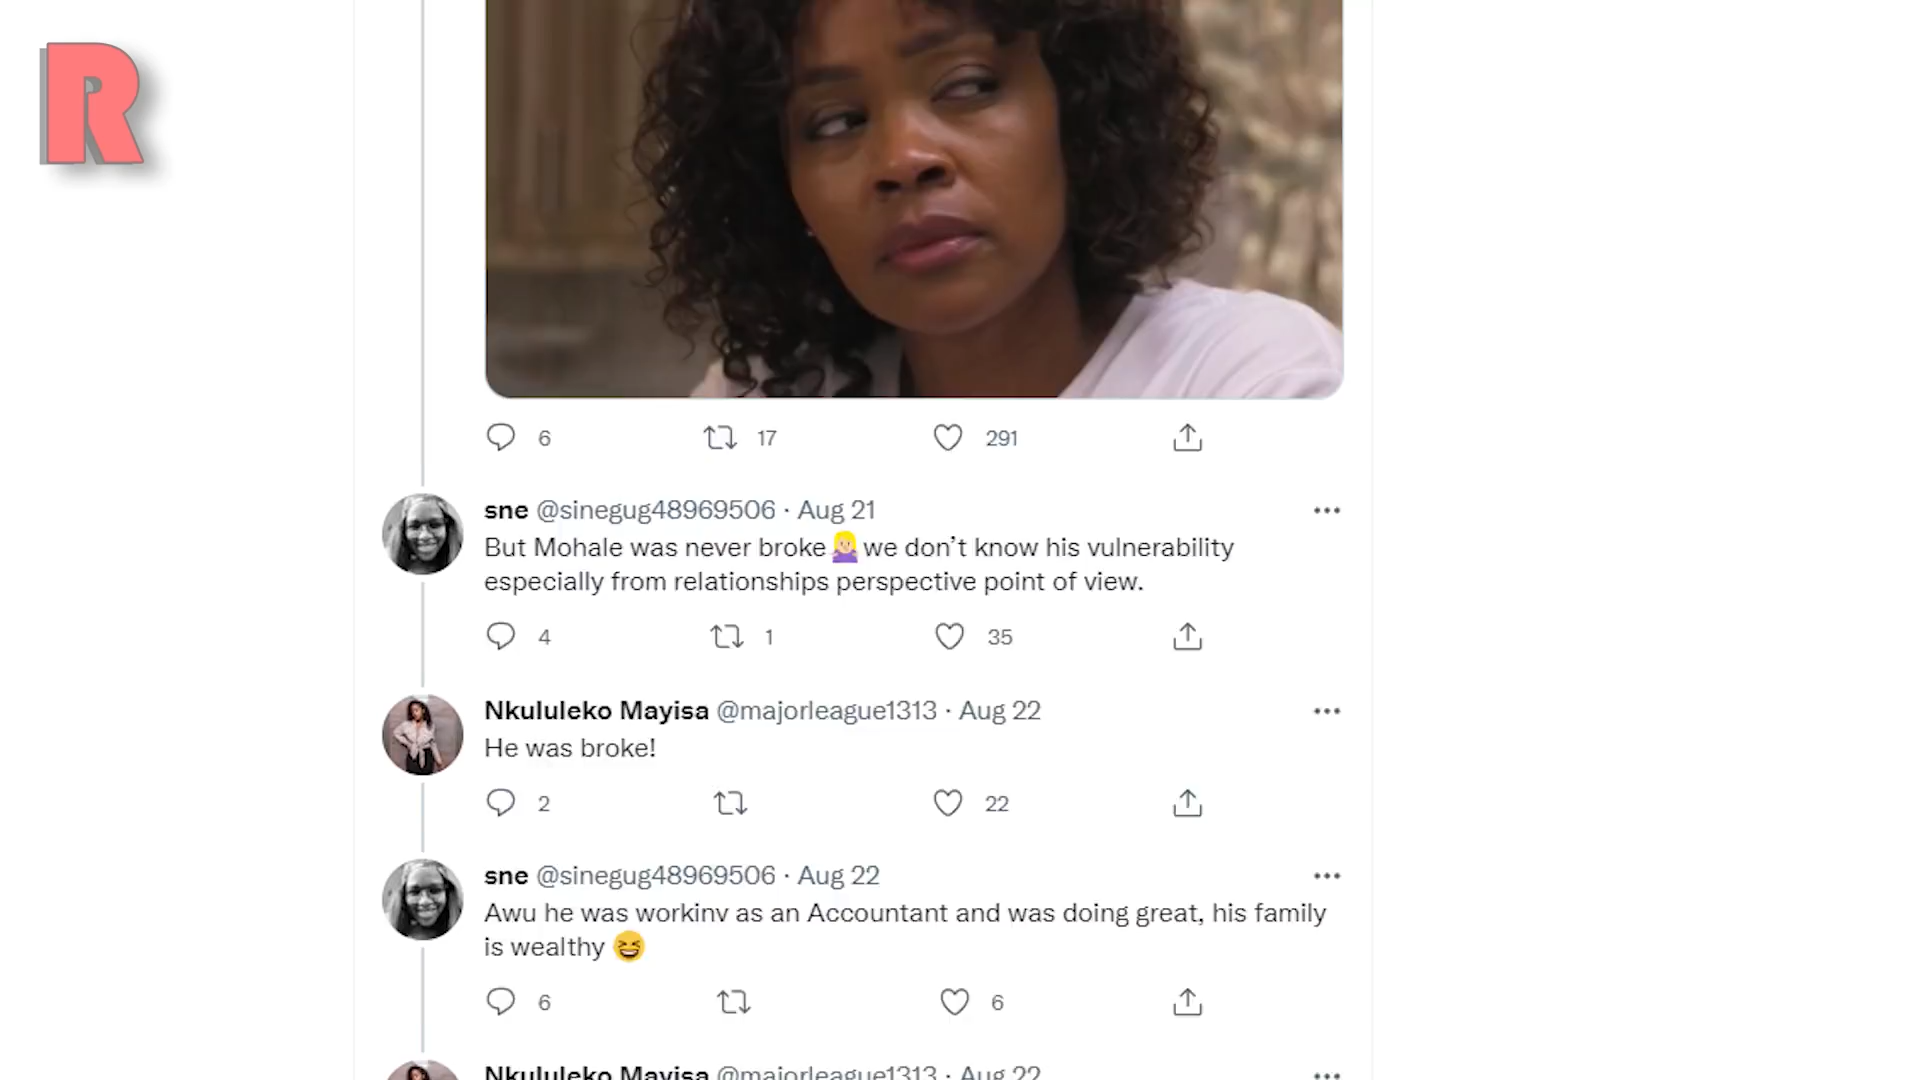 R
6 17 291
sne @sinegug48969506 · Aug 21
But Mohale was never broke🤷🏼‍♀️we don’t know his vulnerability
especially from relationships perspective point of view.
4 1 35
Nkululeko Mayisa @majorleague1313 · Aug 22
He was broke!
2 22
sne @sinegug48969506 · Aug 22
Awu he was workinv as an Accountant and was doing great, his family
is wealthy 😆
6 6
Nkululeko Mayisa @majorleague1313 · Aug 22